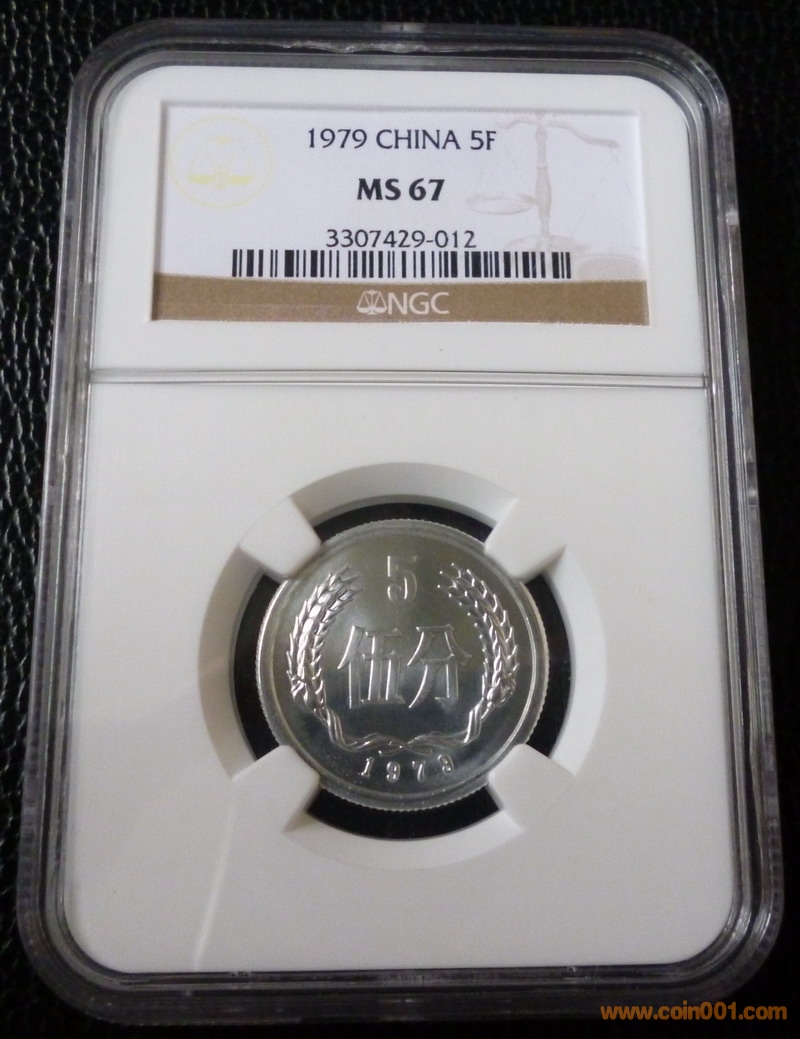 1979 CHINA 5F
MS 67
3307429-012
NGC
5
伍分
1979
www.coin001.com